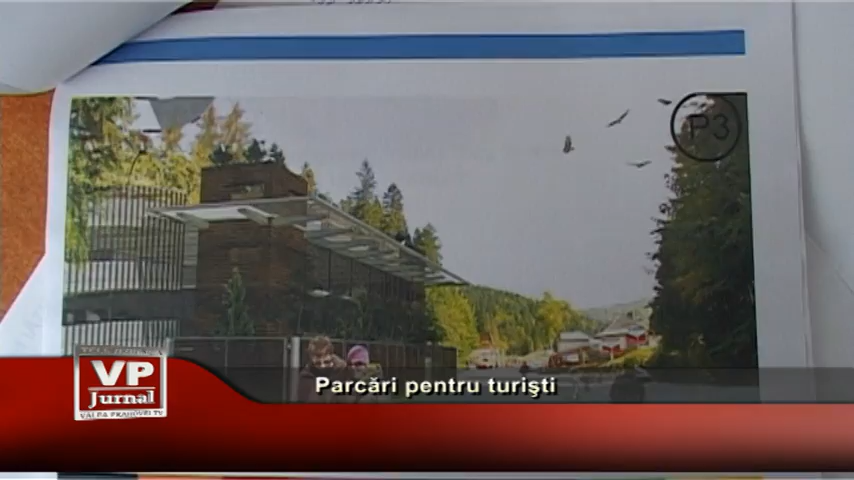 P3
Parcări pentru turişti
VP
Jurnal
VALEA PRAHOVEI TV